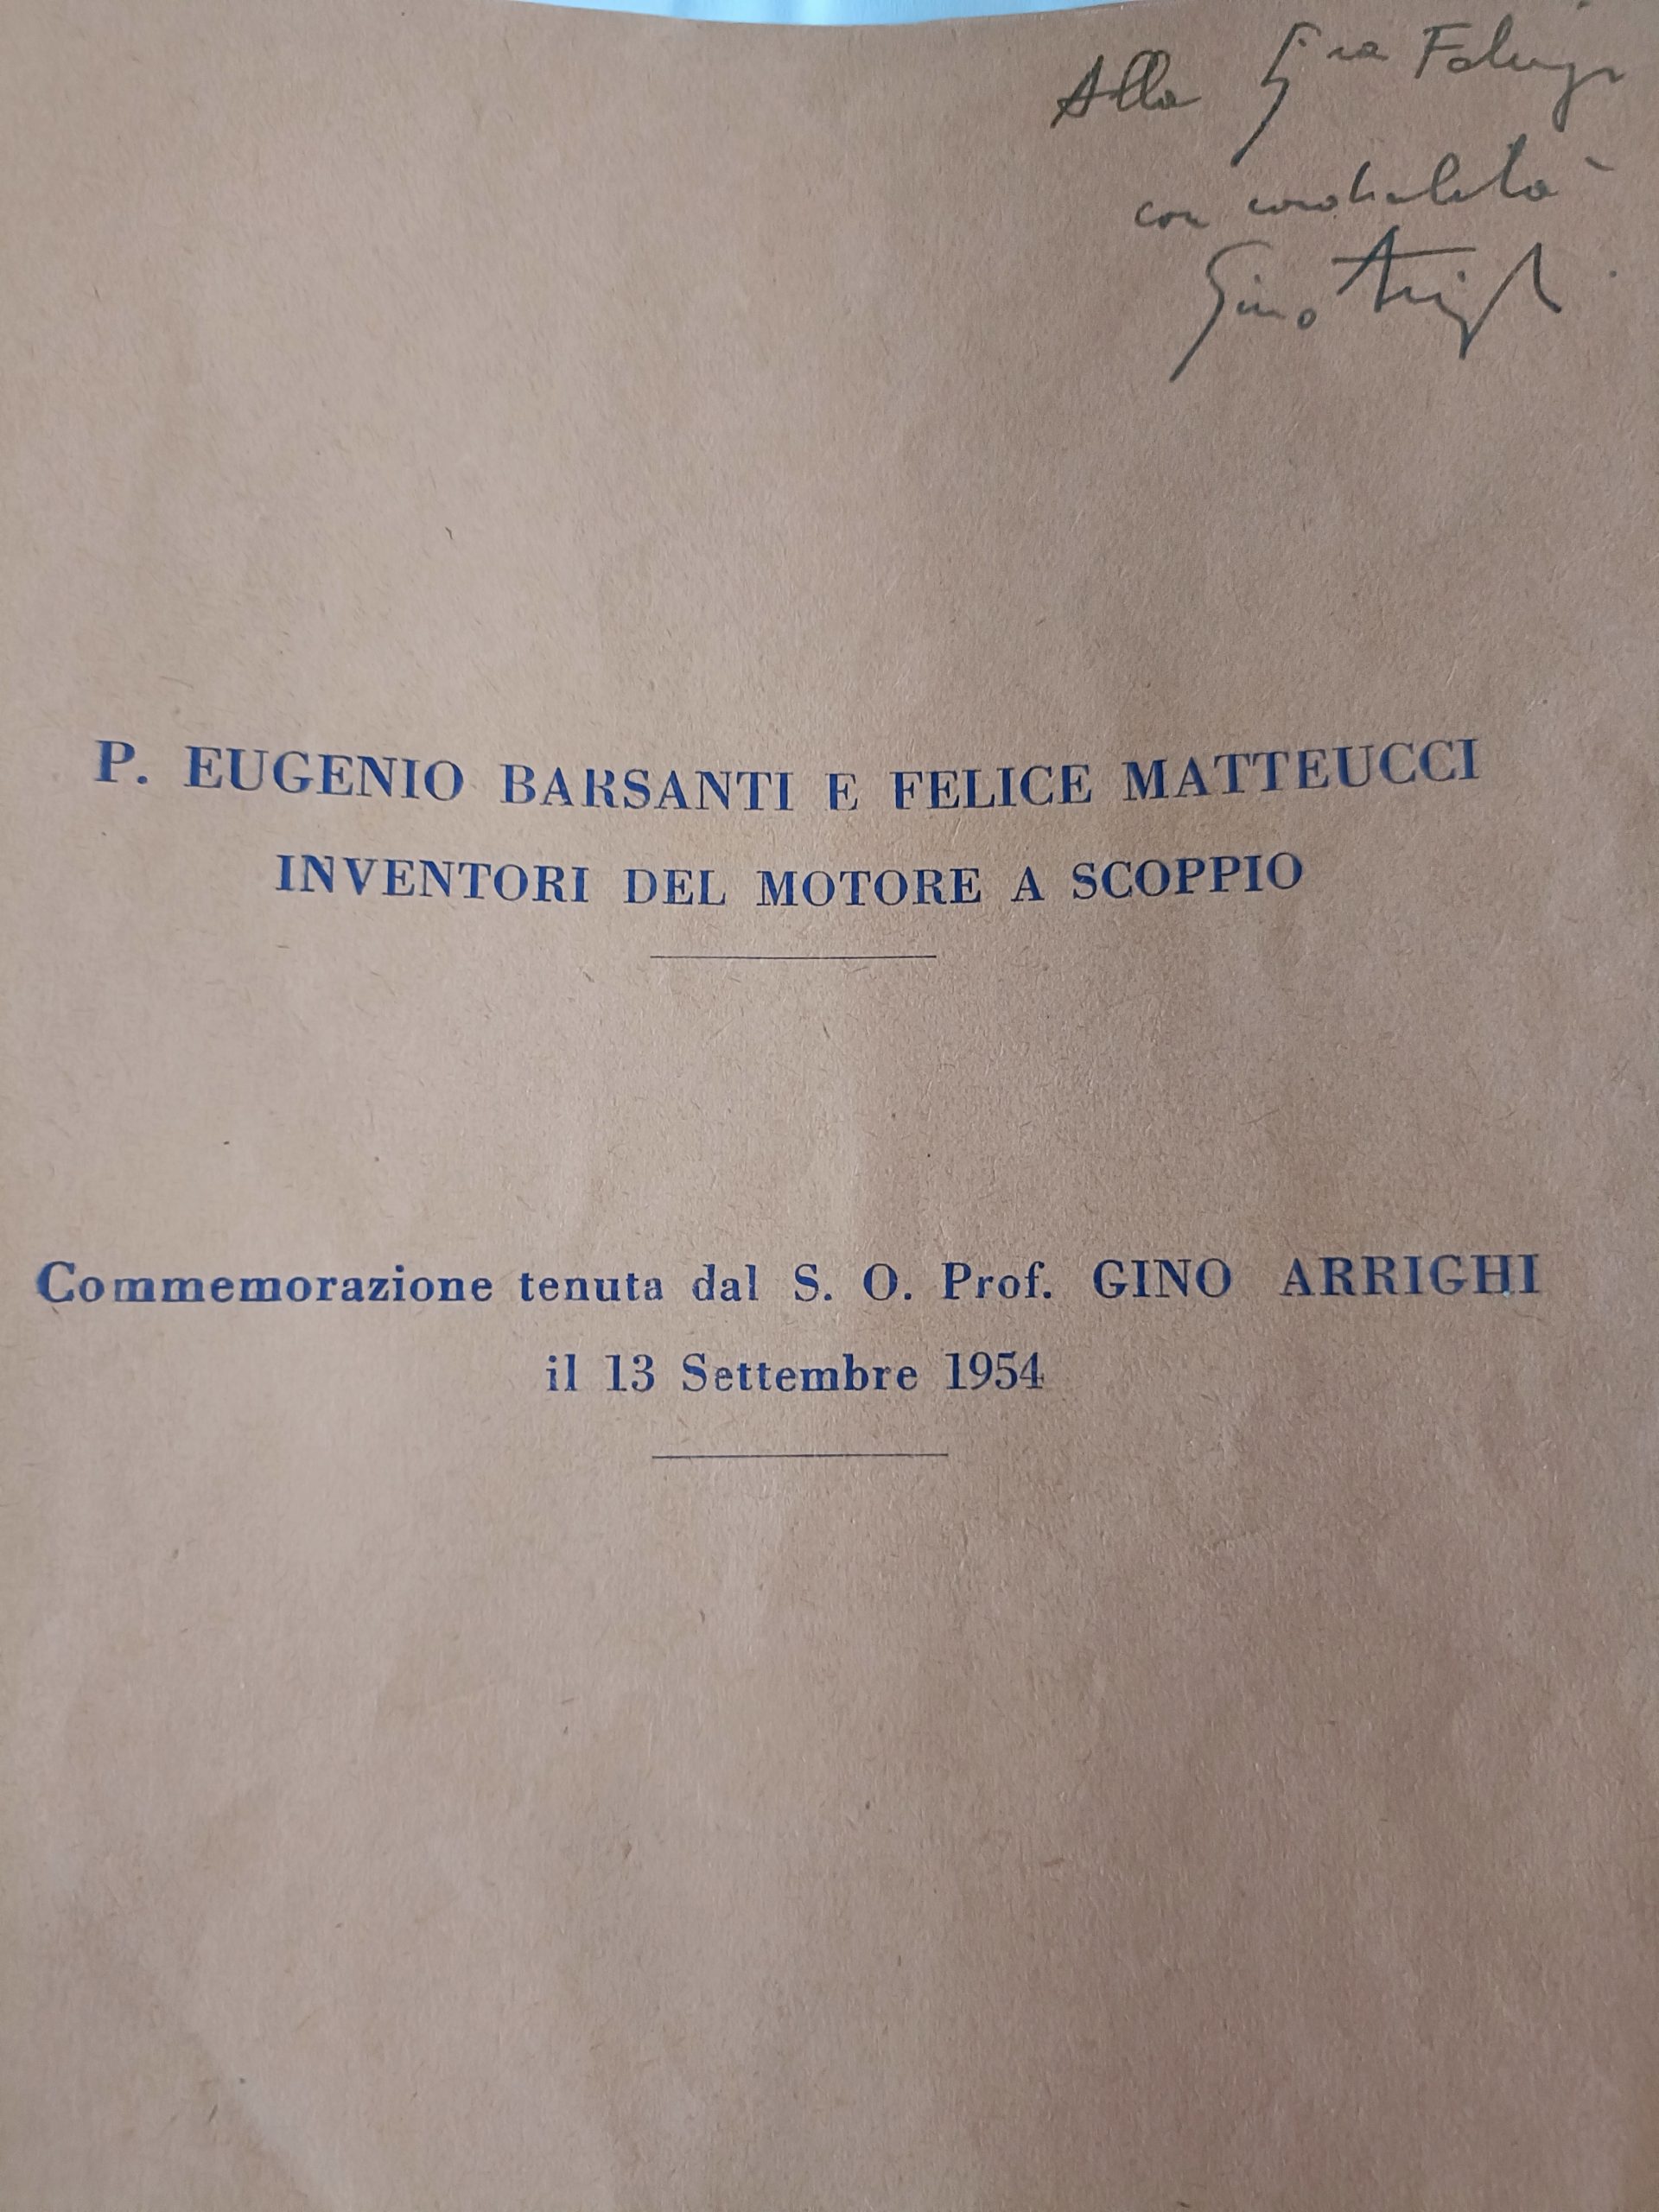 Alla S.ra
con cordialità
Gino Arrighi
P. EUGENIO BARSANTI E FELICE MATTEUCCI
INVENTORI DEL MOTORE A SCOPPIO
Commemorazione tenuta dal S. O. Prof. GINO ARRIGHI
il 13 Settembre 1954